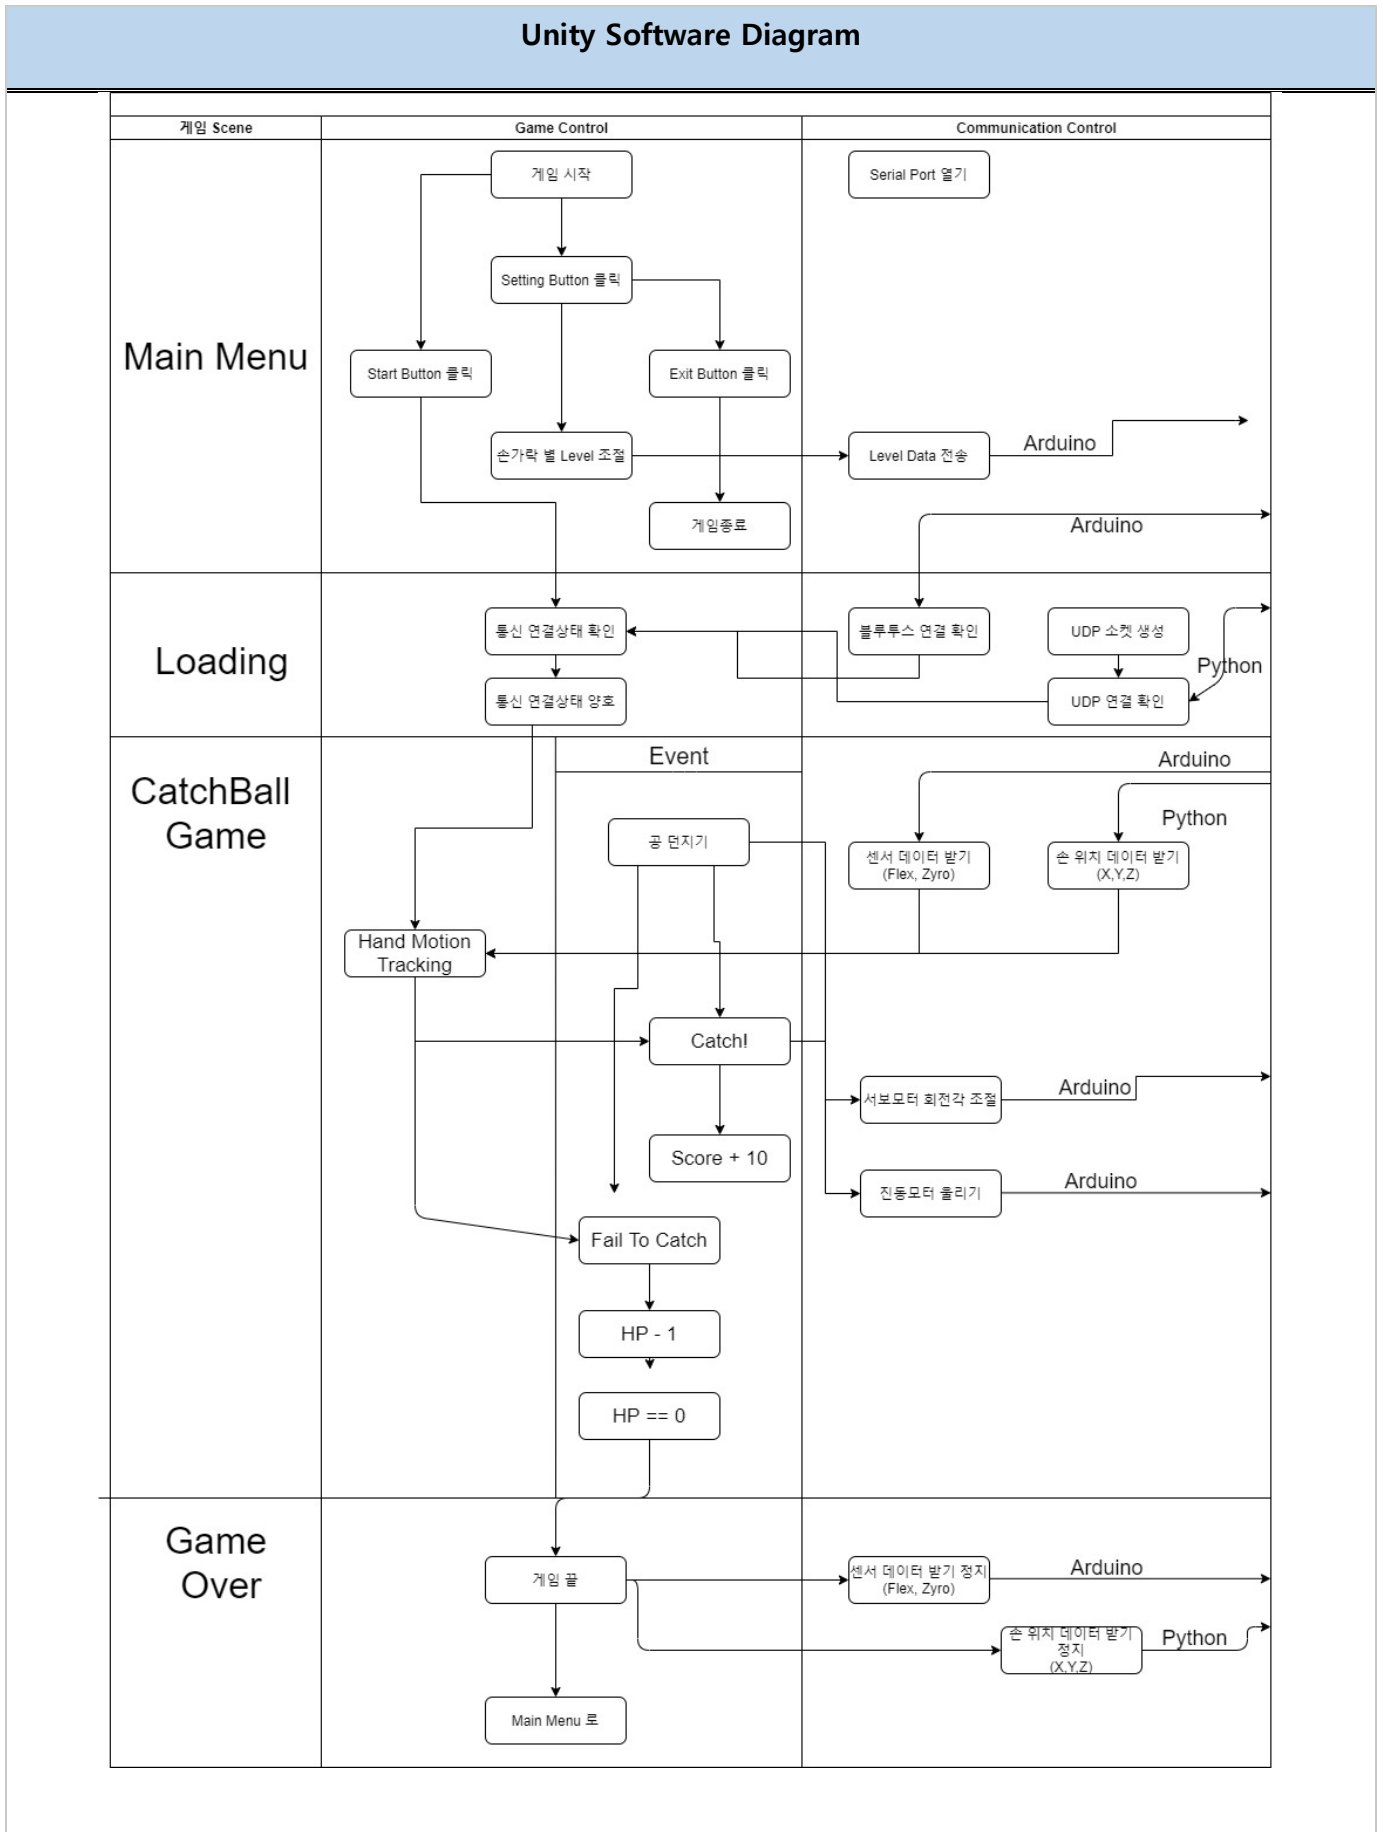 Unity Software Diagram
게임 Scene
Game Control
Communication Control
Main Menu
게임 시작
Serial Port 열기
Setting Button 클릭
Start Button 클릭
Exit Button 클릭
손가락 별 Level 조절
Level Data 전송
Arduino
게임종료
Arduino
Loading
통신 연결상태 확인
블루투스 연결 확인
UDP 소켓 생성
Python
통신 연결상태 양호
UDP 연결 확인
CatchBall
Game
Event
Arduino
Python
공 던지기
센서 데이터 받기
(Flex, Zyro)
손 위치 데이터 받기
(X,Y,Z)
Hand Motion
Tracking
Catch!
서보모터 회전각 조절
Arduino
Score + 10
진동모터 울리기
Arduino
Fail To Catch
HP - 1
HP == 0
Game
Over
게임 끝
센서 데이터 받기 정지
(Flex, Zyro)
Arduino
손 위치 데이터 받기
정지
(X,Y,Z)
Python
Main Menu 로